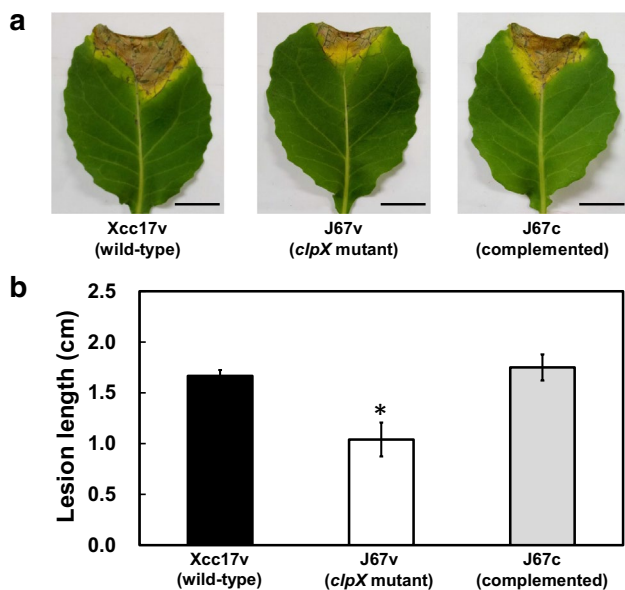 a
Xcc17v
(wild-type)
J67v
(clpX mutant)
J67c
(complemented)
b
Lesion length (cm)
2.5
2.0
1.5
1.0
0.5
0.0
*
Xcc17v
(wild-type)
J67v
(clpX mutant)
J67c
(complemented)